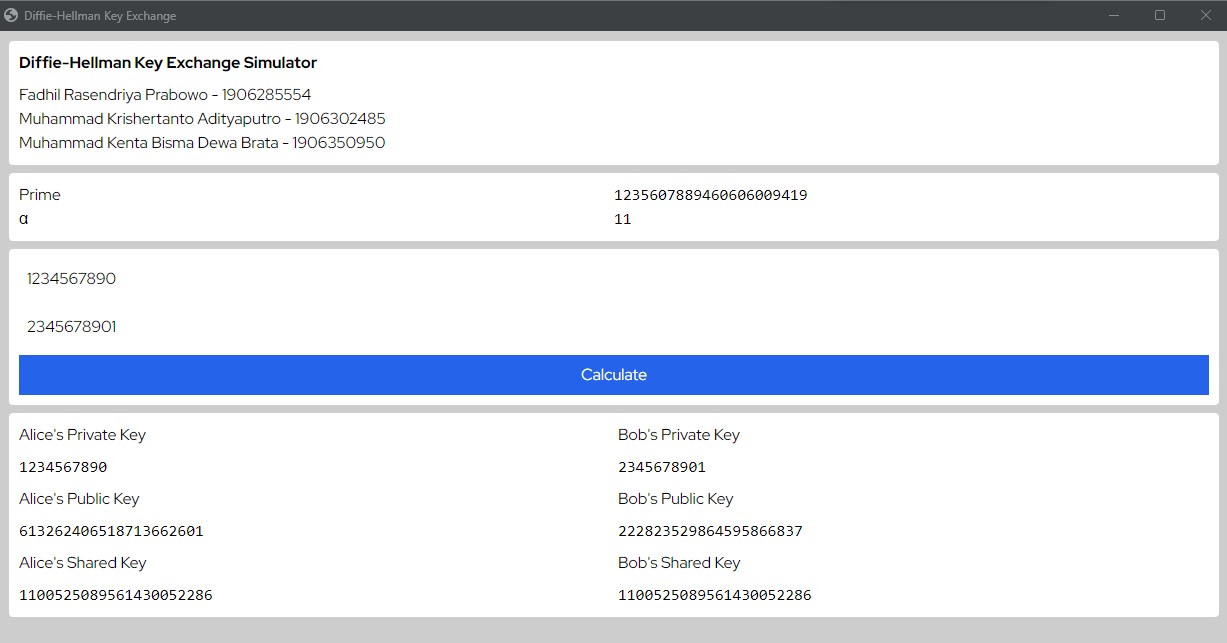 Diffie-Hellman Key Exchange
Diffie-Hellman Key Exchange Simulator
Fadhil Rasendriya Prabowo - 1906285554
Muhammad Krishertanto Adityaputro - 1906302485
Muhammad Kenta Bisma Dewa Brata - 1906350950
Prime 1235607889460606009419
α 11
1234567890
2345678901
Calculate
Alice's Private Key Bob's Private Key
1234567890 2345678901
Alice's Public Key Bob's Public Key
613262406518713662601 222823529864595866837
Alice's Shared Key Bob's Shared Key
1100525089561430052286 1100525089561430052286